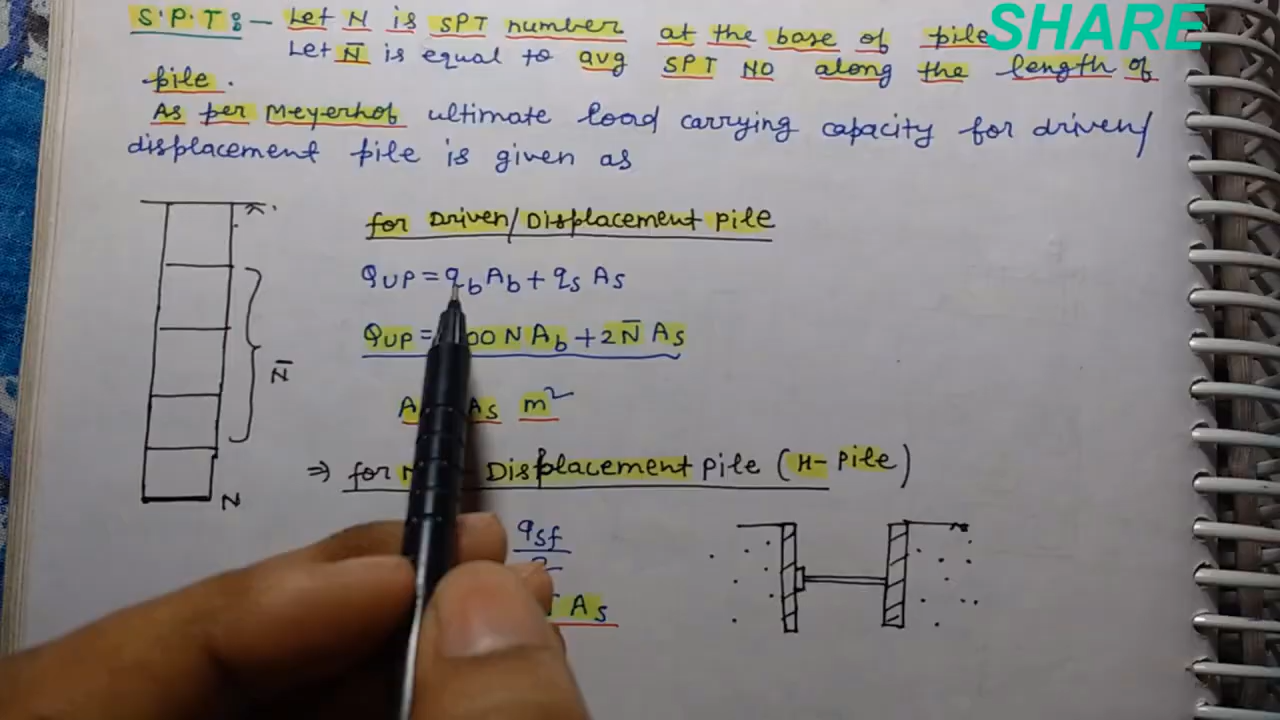 S.P.T:- Let N is SPT number at the base of pile
SHARE
Let N̄ is equal to avg SPT NO along the length of
pile.
As per Meyerhob ultimate load carrying capacity for driven/
displacement pile is given as
for Driven/Displacement pile
QUP = qb Ab + qs As
QUP = 00 N Ab + 2 N̄ As
N̄
As m²
⇒ for Displacement pile (H-pile)
N
qsf
As